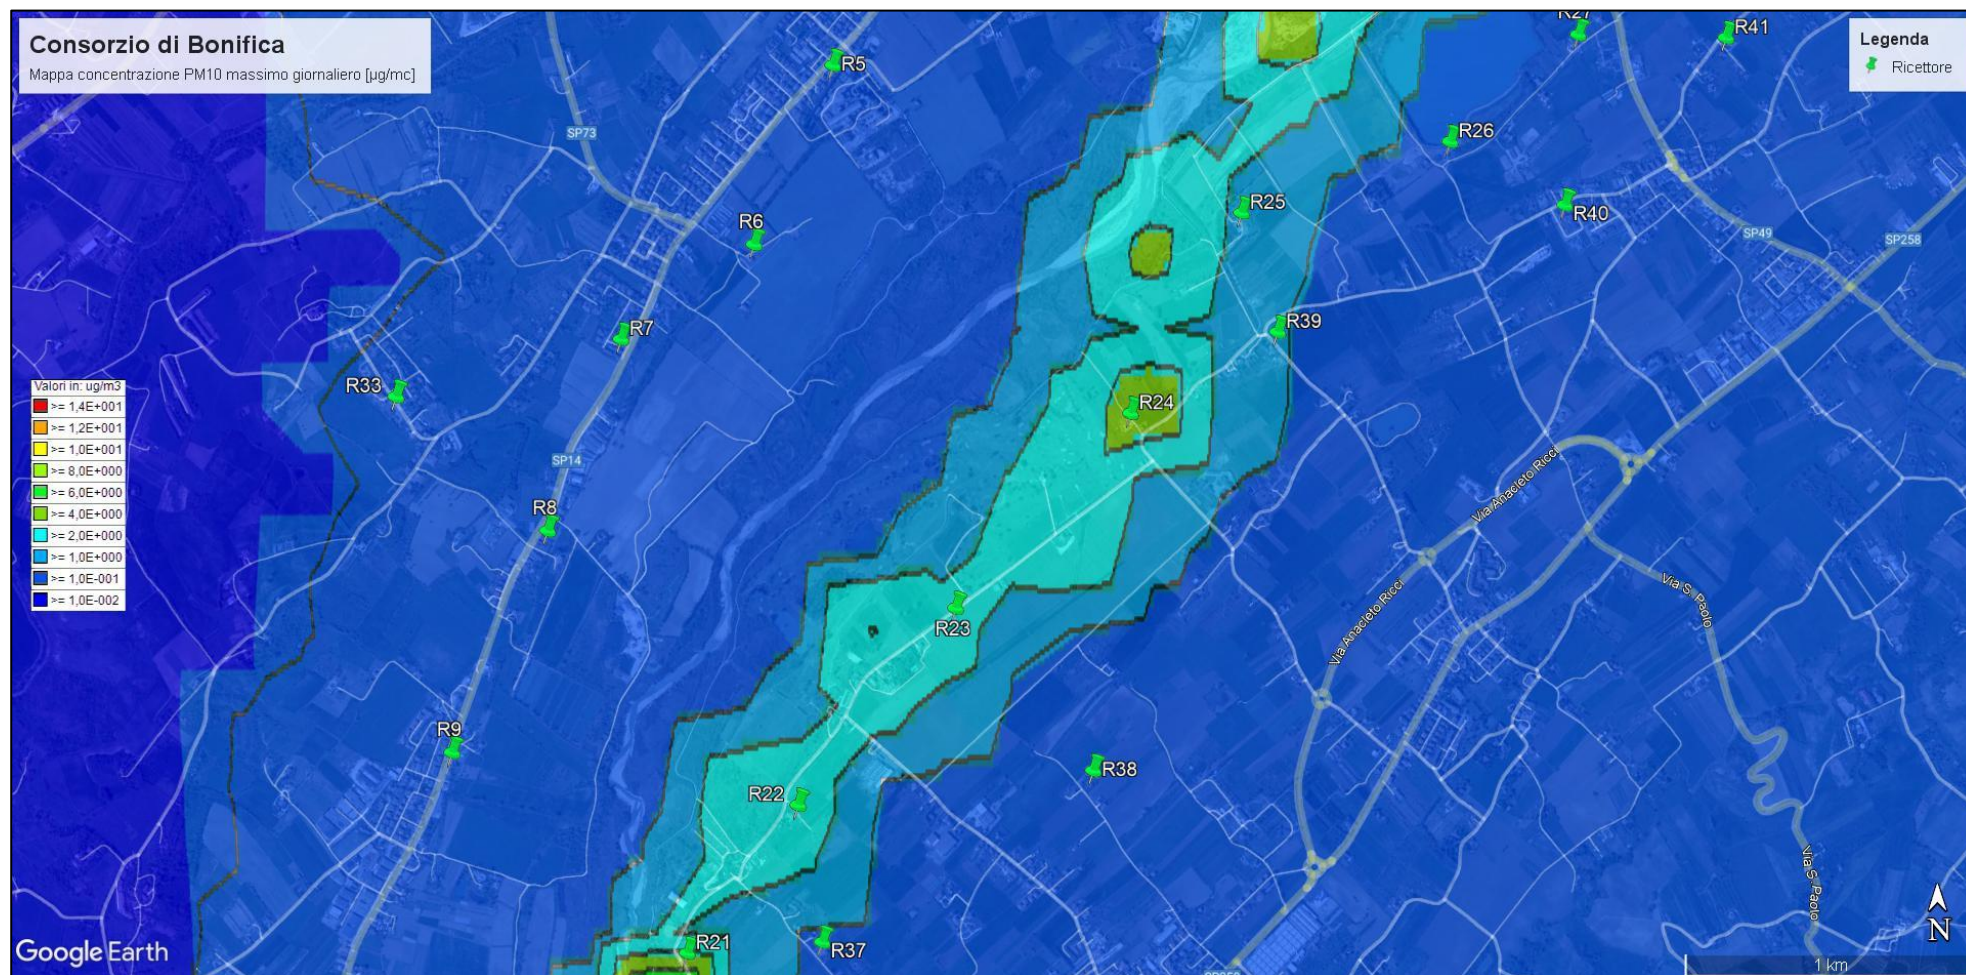 Consorzio di Bonifica
Mappa concentrazione PM10 massimo giornaliero [µg/mc]
Legenda
Ricettore
R27
R41
R5
SP73
R26
R25
R40
R6
SP49
SP258
R39
R7
R33
R24
Valori in: ug/m3
>= 1,4E+001
>= 1,2E+001
>= 1,0E+001
>= 8,0E+000
>= 6,0E+000
>= 4,0E+000
>= 2,0E+000
>= 1,0E+000
>= 1,0E-001
>= 1,0E-002
SP14
Via Anacleto Ricci
R8
Via S. Paolo
Via Anacleto Ricci
R23
R9
R38
R22
Via S. Paolo
R21
R37
N
Google Earth
1 km